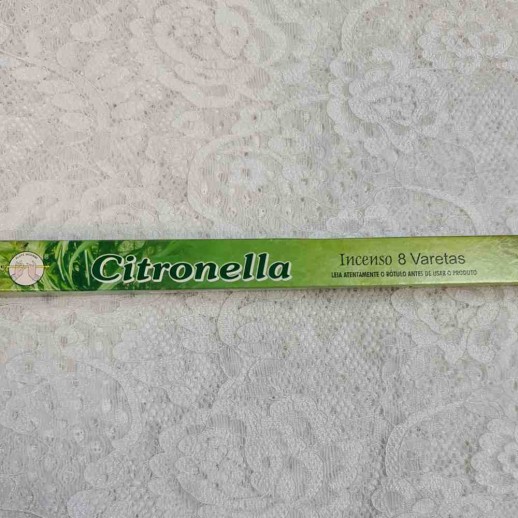 Citronella
Incenso 8 Varetas
LEIA ATENTAMENTE O RÓTULO ANTES DE USAR O PRODUTO